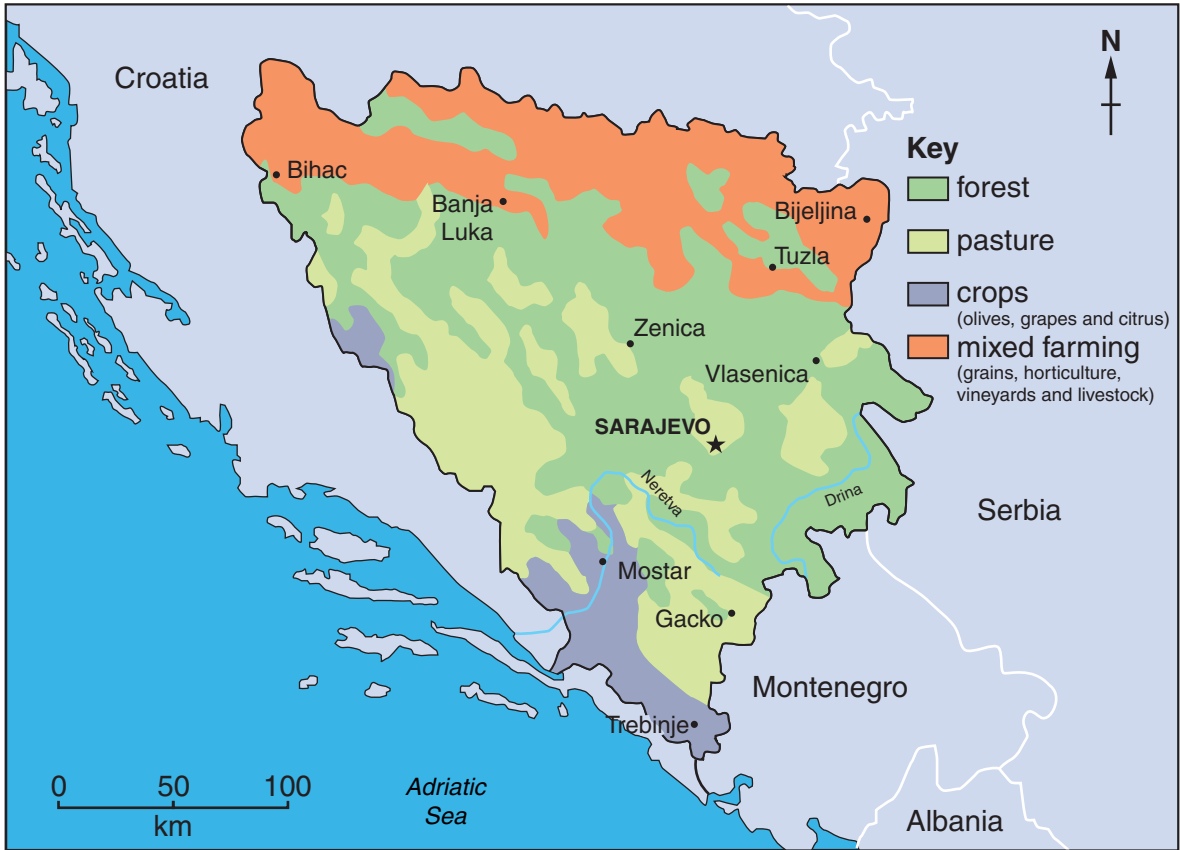 Croatia
N
Key
forest
pasture
crops
(olives, grapes and citrus)
mixed farming
(grains, horticulture,
vineyards and livestock)
Bihac
Banja
Luka
Bijeljina
Tuzla
Zenica
Vlasenica
SARAJEVO
Neretva
Drina
Serbia
Mostar
Gacko
Montenegro
Trebinje
0 50 100
km
Adriatic
Sea
Albania